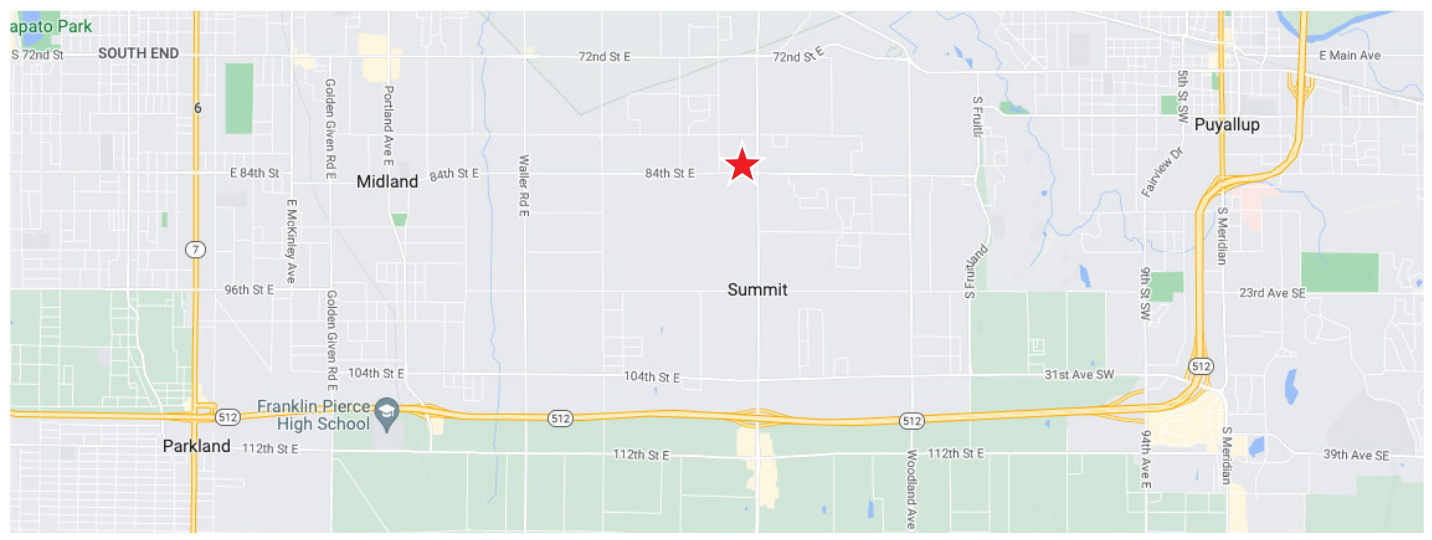 apato Park
S 72nd St
SOUTH END
72nd St E
72nd St E
E Main Ave
6
Golden Given Rd E
Portland Ave E
S Fruitl
5th St SW
Puyallup
E 84th St
Midland
84th St E
Waller Rd E
84th St E
Fairview Dr
E McKinley Ave
S Meridian
7
S Fruitland
96th St E
Golden Given Rd E
Summit
9th St SW
23rd Ave SE
104th St E
104th St E
31st Ave SW
512
Franklin Pierce
High School
512
512
512
Parkland
112th St E
112th St E
Woodland Ave
112th St E
94th Ave E
S Meridian
39th Ave SE